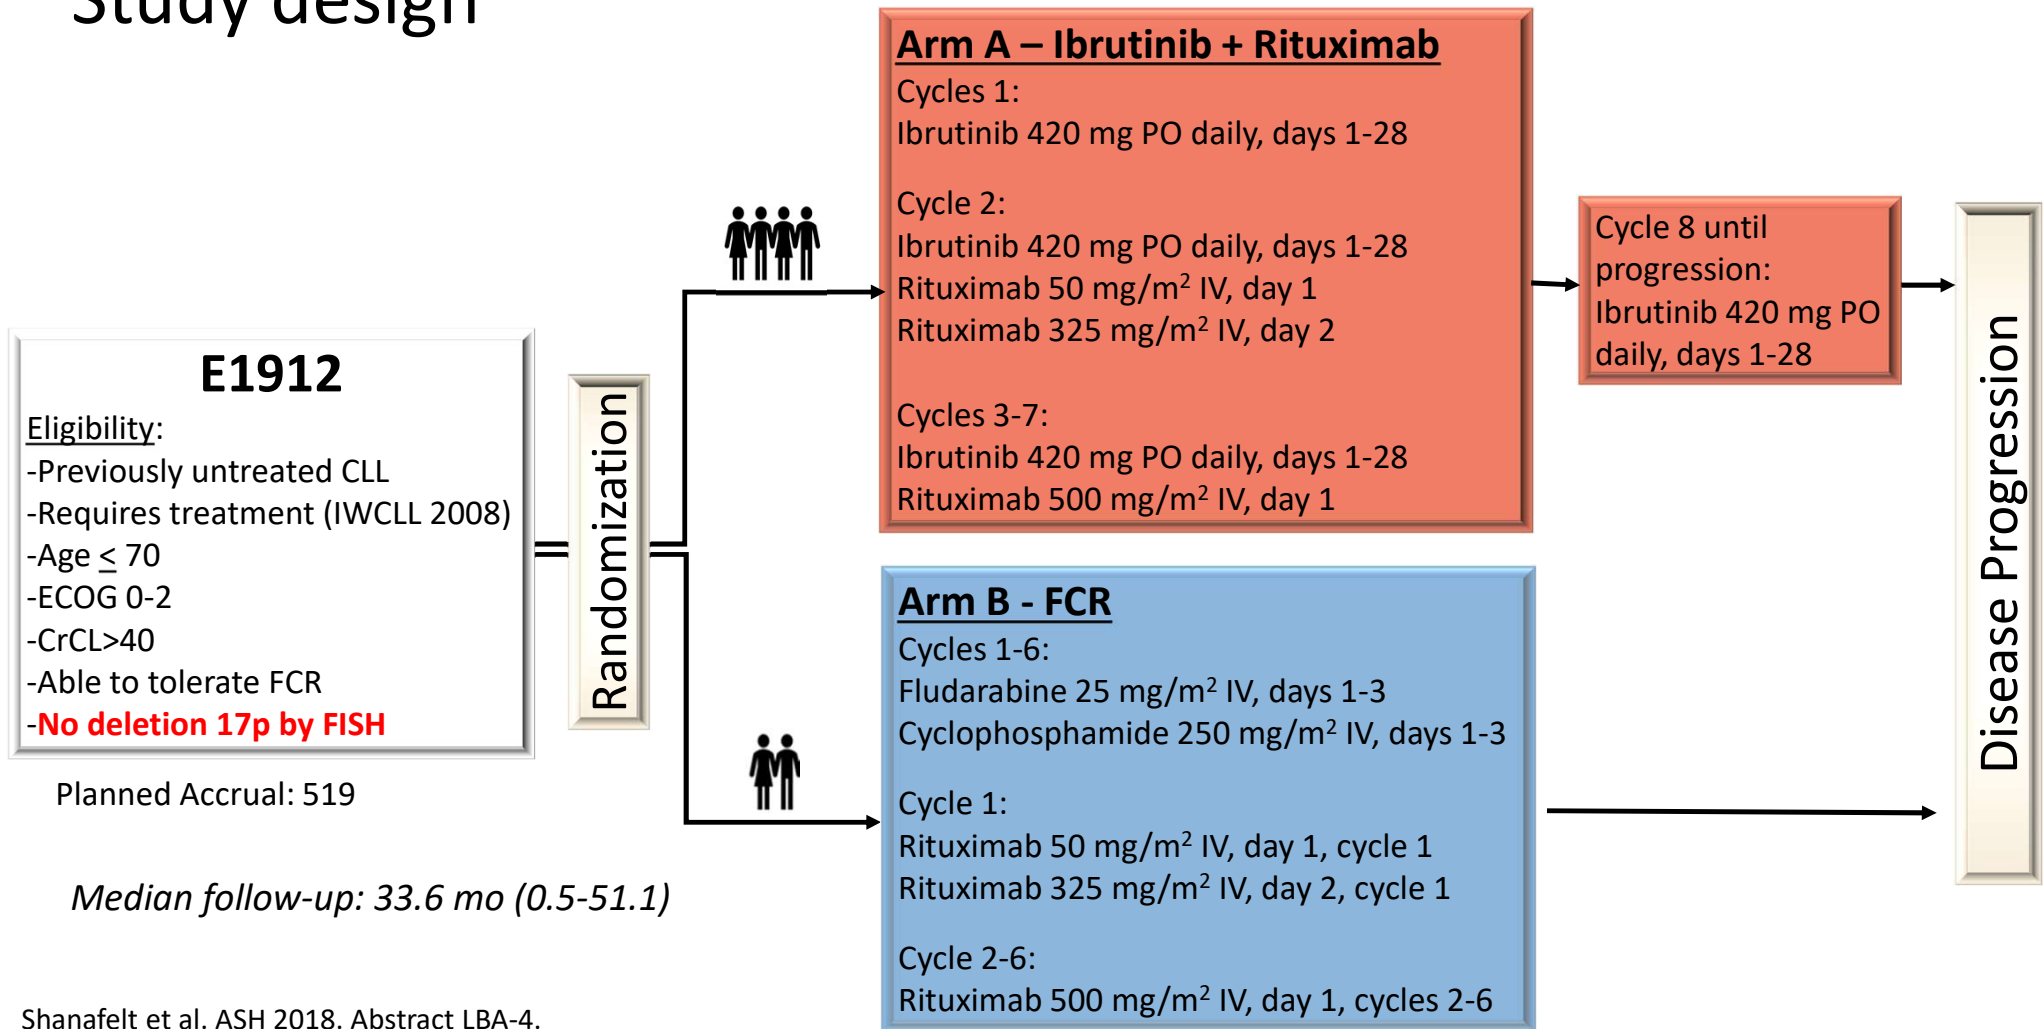 Study design
E1912
Eligibility:
-Previously untreated CLL
-Requires treatment (IWCLL 2008)
-Age ≤ 70
-ECOG 0-2
-CrCL>40
-Able to tolerate FCR
-No deletion 17p by FISH
Planned Accrual: 519
Median follow-up: 33.6 mo (0.5-51.1)
Randomization
Arm A – Ibrutinib + Rituximab
Cycles 1:
Ibrutinib 420 mg PO daily, days 1-28
Cycle 2:
Ibrutinib 420 mg PO daily, days 1-28
Rituximab 50 mg/m² IV, day 1
Rituximab 325 mg/m² IV, day 2
Cycles 3-7:
Ibrutinib 420 mg PO daily, days 1-28
Rituximab 500 mg/m² IV, day 1
Cycle 8 until
progression:
Ibrutinib 420 mg PO
daily, days 1-28
Arm B - FCR
Cycles 1-6:
Fludarabine 25 mg/m² IV, days 1-3
Cyclophosphamide 250 mg/m² IV, days 1-3
Cycle 1:
Rituximab 50 mg/m² IV, day 1, cycle 1
Rituximab 325 mg/m² IV, day 2, cycle 1
Cycle 2-6:
Rituximab 500 mg/m² IV, day 1, cycles 2-6
Disease Progression
Shanafelt et al. ASH 2018. Abstract LBA-4.